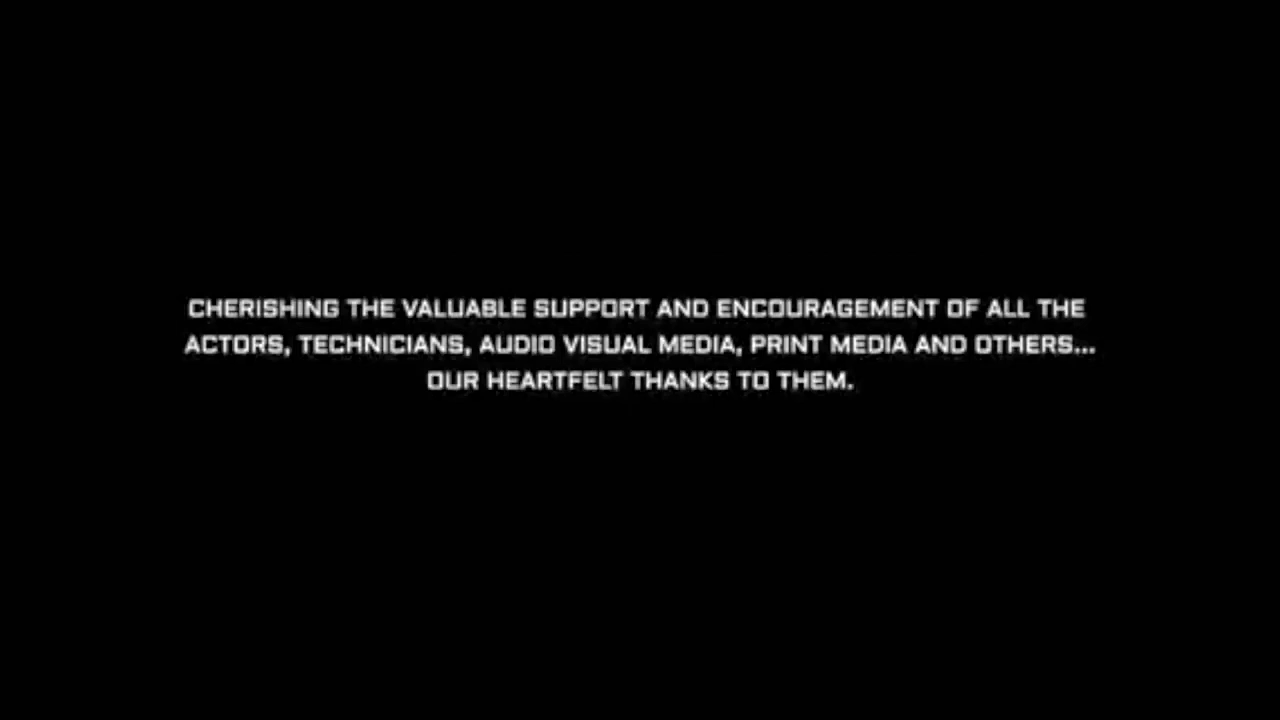 CHERISHING THE VALUABLE SUPPORT AND ENCOURAGEMENT OF ALL THE
ACTORS, TECHNICIANS, AUDIO VISUAL MEDIA, PRINT MEDIA AND OTHERS...
OUR HEARTFELT THANKS TO THEM.